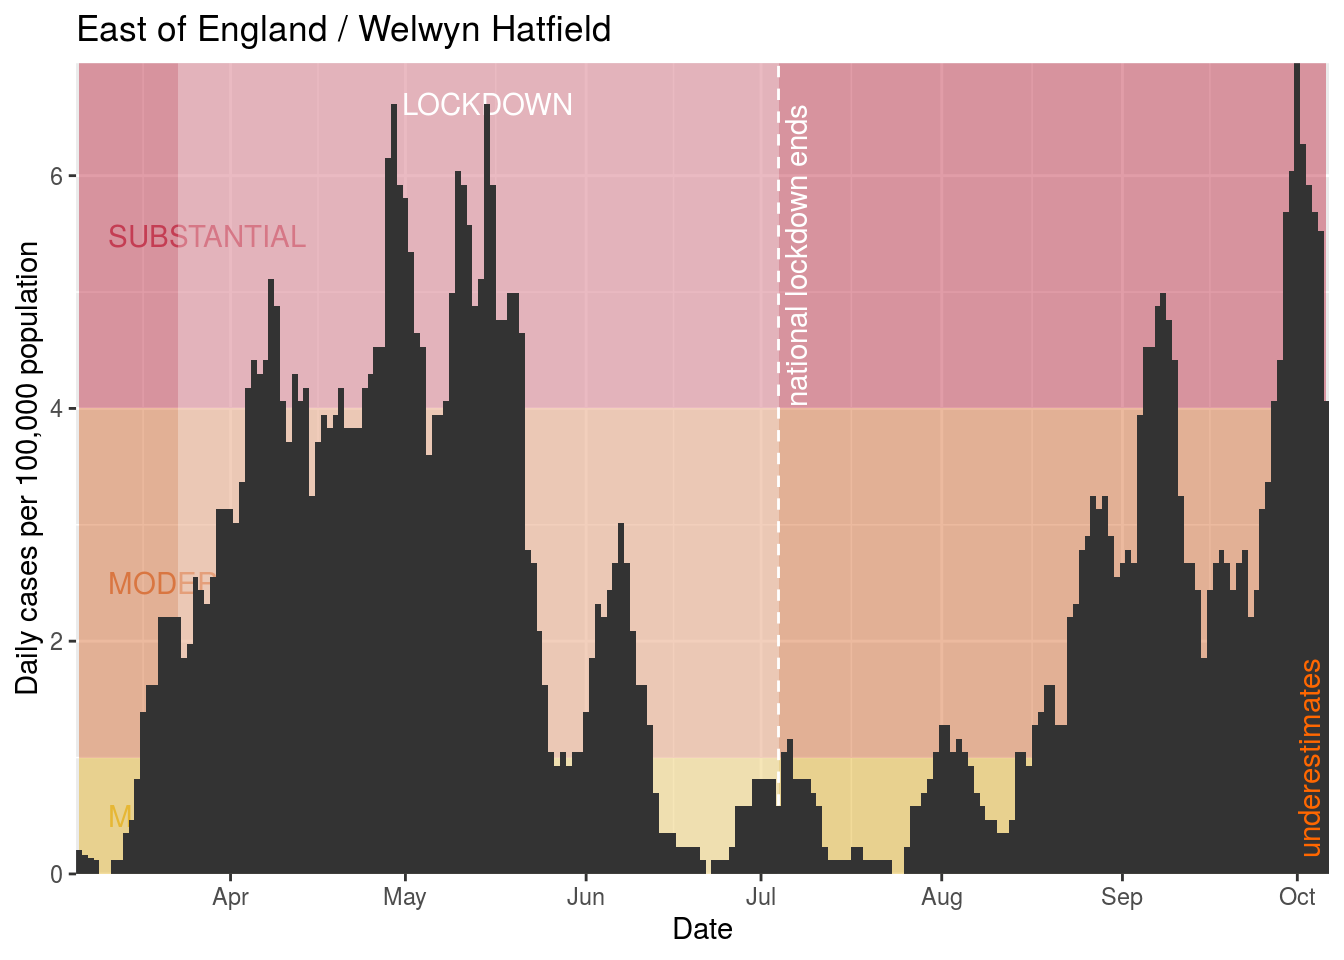 East of England / Welwyn Hatfield
LOCKDOWN
national lockdown ends
SUBSTANTIAL
underestimates
Daily cases per 100,000 population
6
4
2
0
Apr
May
Jun
Jul
Aug
Sep
Oct
Date